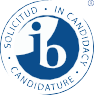 SOLICITUD · IN CANDIDACY
CANDIDATURE ·
ib
®